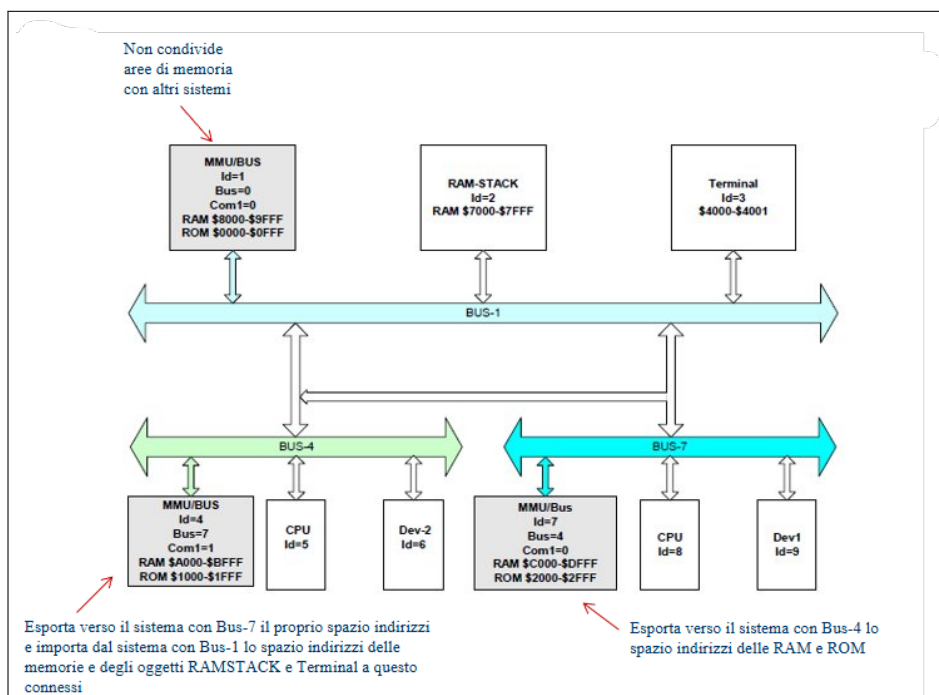 Non condivide
aree di memoria
con altri sistemi
MMU/BUS
Id=1
Bus=0
Com1=0
RAM $8000-$9FFF
ROM $0000-$0FFF
RAM-STACK
Id=2
RAM $7000-$7FFF
Terminal
Id=3
$4000-$4001
BUS-1
BUS-4
BUS-7
MMU/BUS
Id=4
Bus=7
Com1=1
RAM $A000-$BFFF
ROM $1000-$1FFF
CPU
Id=5
Dev-2
Id=6
MMU/Bus
Id=7
Bus=4
Com1=0
RAM $C000-$DFFF
ROM $2000-$2FFF
CPU
Id=8
Dev1
Id=9
Esporta verso il sistema con Bus-7 il proprio spazio indirizzi
e importa dal sistema con Bus-1 lo spazio indirizzi delle
memorie e degli oggetti RAMSTACK e Terminal a questo
connessi
Esporta verso il sistema con Bus-4 lo
spazio indirizzi delle RAM e ROM